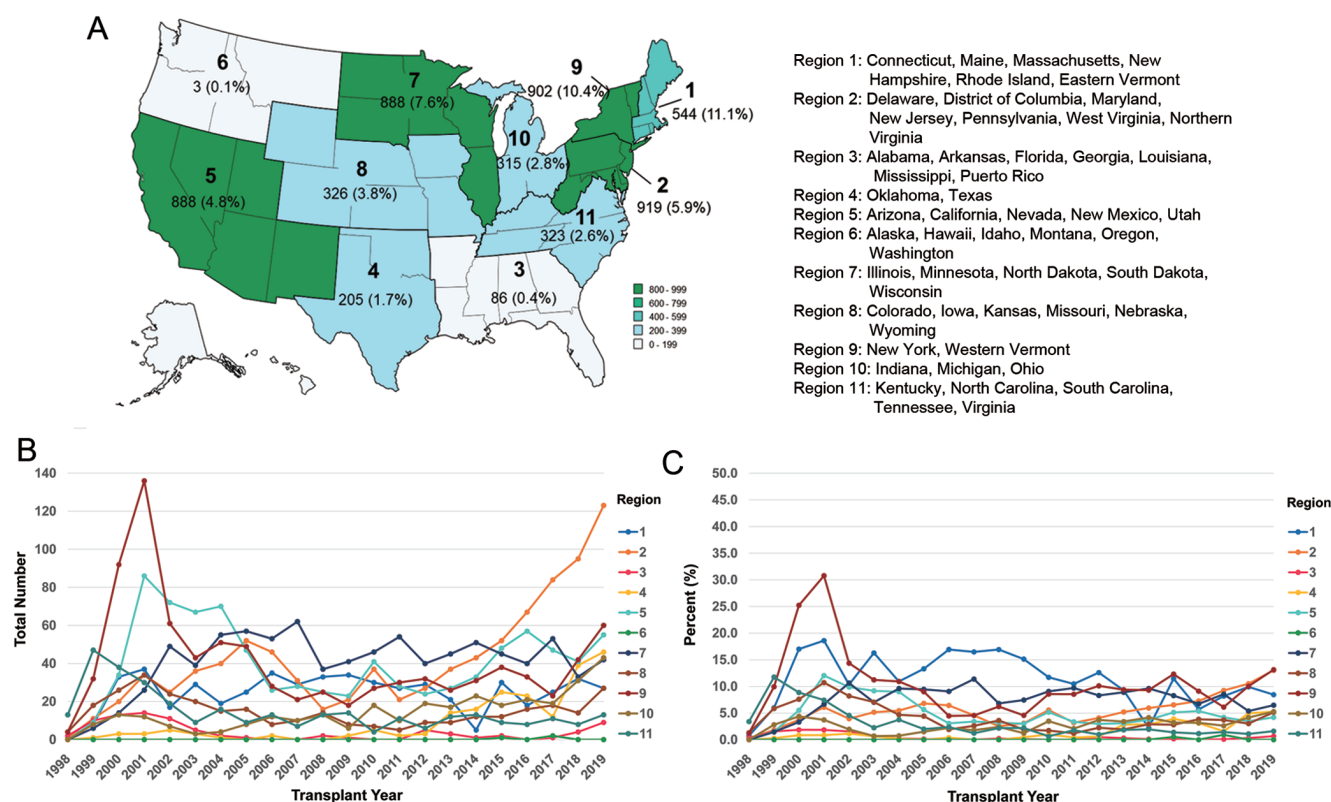 A
6
3 (0.1%)
7
888 (7.6%)
9
902 (10.4%)
1
544 (11.1%)
10
315 (2.8%)
8
326 (3.8%)
5
888 (4.8%)
2
919 (5.9%)
11
323 (2.6%)
4
205 (1.7%)
3
86 (0.4%)
800 - 999
600 - 799
400 - 599
200 - 399
0 - 199
Region 1: Connecticut, Maine, Massachusetts, New
Hampshire, Rhode Island, Eastern Vermont
Region 2: Delaware, District of Columbia, Maryland,
New Jersey, Pennsylvania, West Virginia, Northern
Virginia
Region 3: Alabama, Arkansas, Florida, Georgia, Louisiana,
Mississippi, Puerto Rico
Region 4: Oklahoma, Texas
Region 5: Arizona, California, Nevada, New Mexico, Utah
Region 6: Alaska, Hawaii, Idaho, Montana, Oregon,
Washington
Region 7: Illinois, Minnesota, North Dakota, South Dakota,
Wisconsin
Region 8: Colorado, Iowa, Kansas, Missouri, Nebraska,
Wyoming
Region 9: New York, Western Vermont
Region 10: Indiana, Michigan, Ohio
Region 11: Kentucky, North Carolina, South Carolina,
Tennessee, Virginia
B
Total Number
140
120
100
80
60
40
20
0
1998 1999 2000 2001 2002 2003 2004 2005 2006 2007 2008 2009 2010 2011 2012 2013 2014 2015 2016 2017 2018 2019
Transplant Year
Region
1
2
3
4
5
6
7
8
9
10
11
C
Percent (%)
50.0
45.0
40.0
35.0
30.0
25.0
20.0
15.0
10.0
5.0
0.0
1998 1999 2000 2001 2002 2003 2004 2005 2006 2007 2008 2009 2010 2011 2012 2013 2014 2015 2016 2017 2018 2019
Transplant Year
Region
1
2
3
4
5
6
7
8
9
10
11